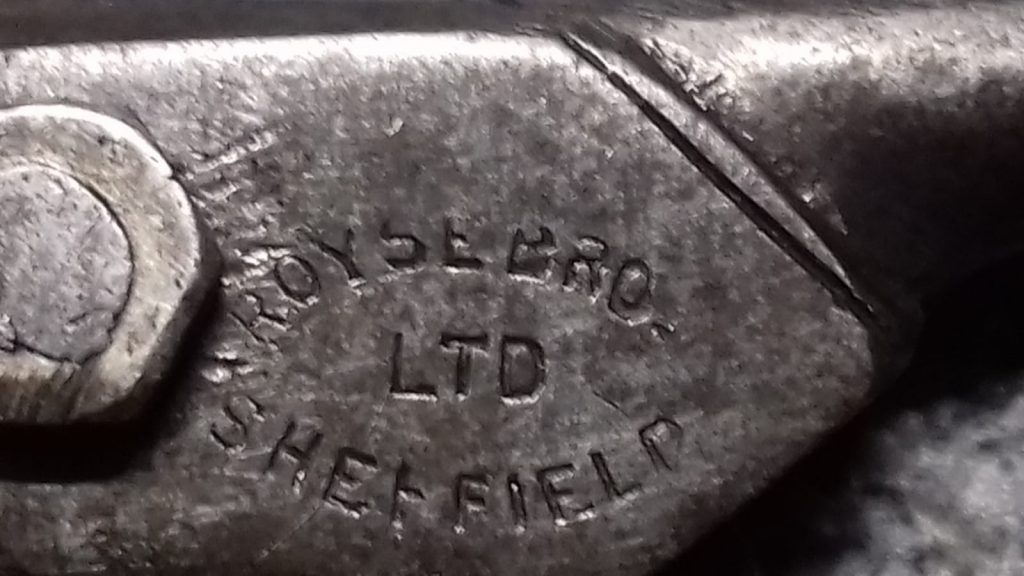 ROYSE BRO.
LTD
SHEFFIELD